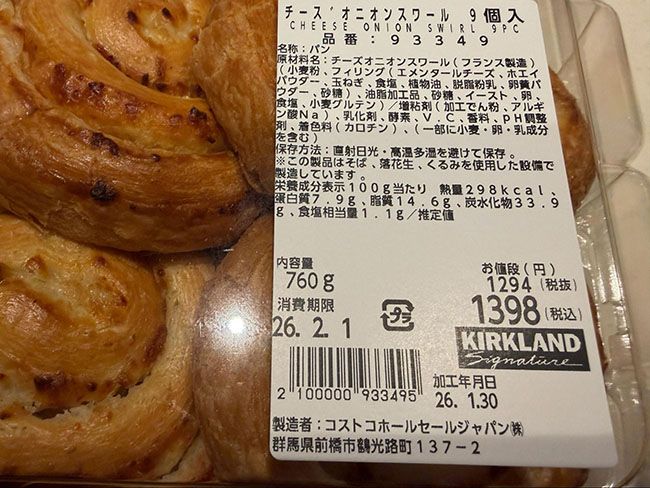 チーズオニオンスワール 9個入
CHEESE ONION SWIRL 9PC
品番:93349
名称:パン
原材料名:チーズオニオンスワール(フランス製造)
(小麦粉、フィリング(エメンタールチーズ、ホエイ
パウダー、玉ねぎ、食塩、植物油、脱脂粉乳、卵黄パ
ウダー、砂糖)、油脂加工品、砂糖、イースト、卵、
食塩、小麦グルテン)/増粘剤(加工でん粉、アルギ
ン酸Na)、乳化剤、酵素、V.C、香料、pH調整
剤、着色料(カロチン)、(一部に小麦・卵・乳成分
を含む)
保存方法:直射日光・高温多湿を避けて保存。
※この製品はそば、落花生、くるみを使用した設備で
製造しています。
栄養成分表示100g当たり 熱量298kcal、
蛋白質7.9g、脂質14.6g、炭水化物33.9
g、食塩相当量1.1g/推定値
内容量
760g
お値段(円)
1294(税抜)
1398(税込)
消費期限
26.2.1
プラ
KIRKLAND
Signature
2 100000 933495
加工年月日
26.1.30
製造者:コストコホールセールジャパン㈱
群馬県前橋市鶴光路町137-2